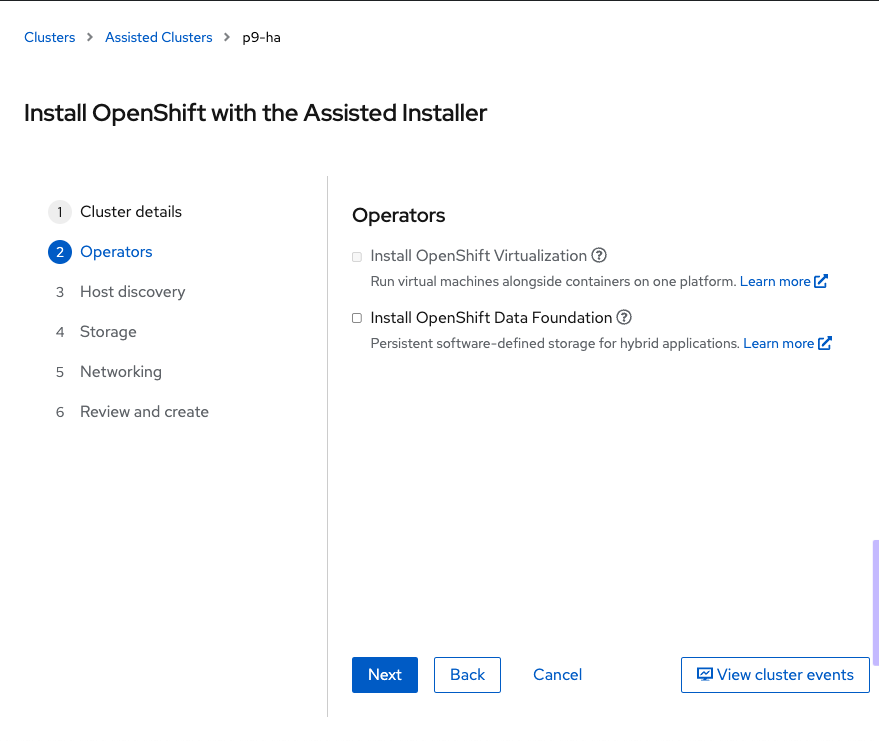 Clusters > Assisted Clusters > p9-ha
Install OpenShift with the Assisted Installer
1 Cluster details
2 Operators
3 Host discovery
4 Storage
5 Networking
6 Review and create
Operators
Install OpenShift Virtualization ?
Run virtual machines alongside containers on one platform. Learn more
Install OpenShift Data Foundation ?
Persistent software-defined storage for hybrid applications. Learn more
Next Back Cancel View cluster events